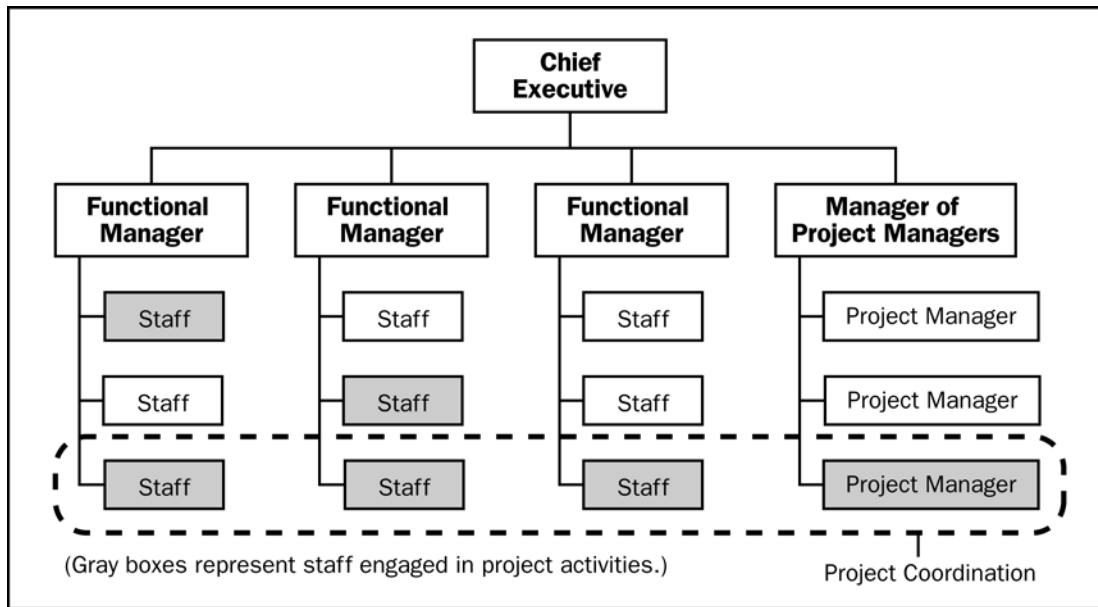 Chief
Executive
Functional
Manager
Functional
Manager
Functional
Manager
Manager of
Project Managers
Staff
Staff
Staff
Project Manager
Staff
Staff
Staff
Project Manager
Staff
Staff
Staff
Project Manager
(Gray boxes represent staff engaged in project activities.)
Project Coordination